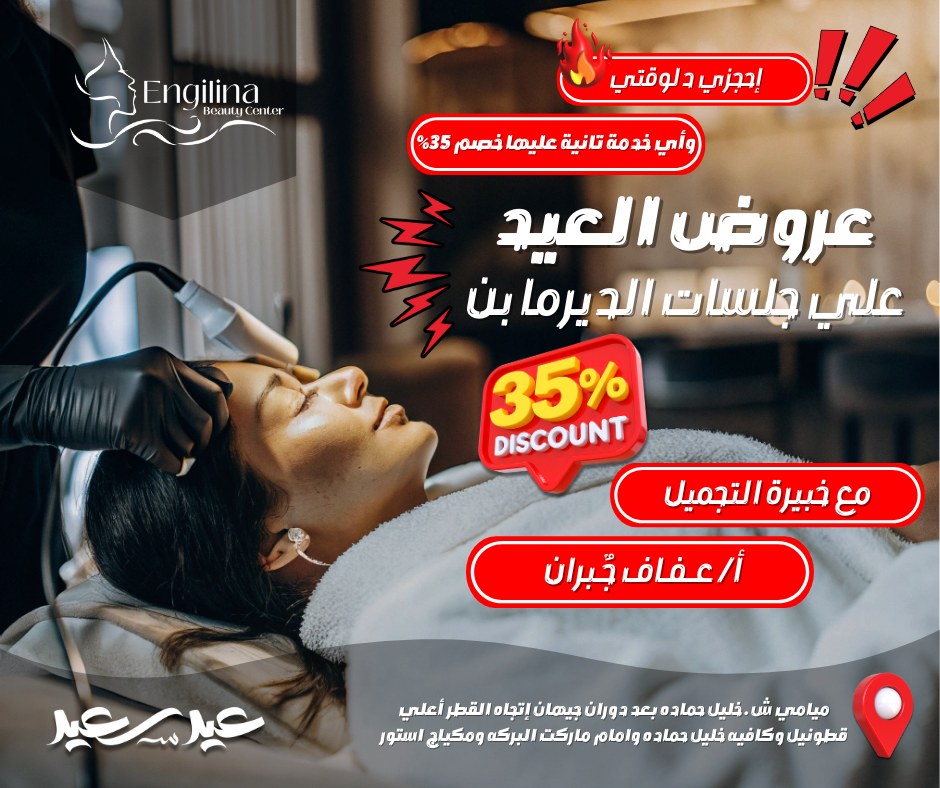 Engilina
Beauty Center
إحجزي دلوقتي
وأي خدمة تانية عليها خصم 35%
عروض العيد
علي جلسات الديرما بن
35%
DISCOUNT
مع خبيرة التجميل
أ/ عفاف جُبران
ميامي ش . خليل حماده بعد دوران جيهان إتجاه القطر أعلي
قطونيل وكافيه خليل حماده وامام ماركت البركه ومكياج استور
عيد سعيد